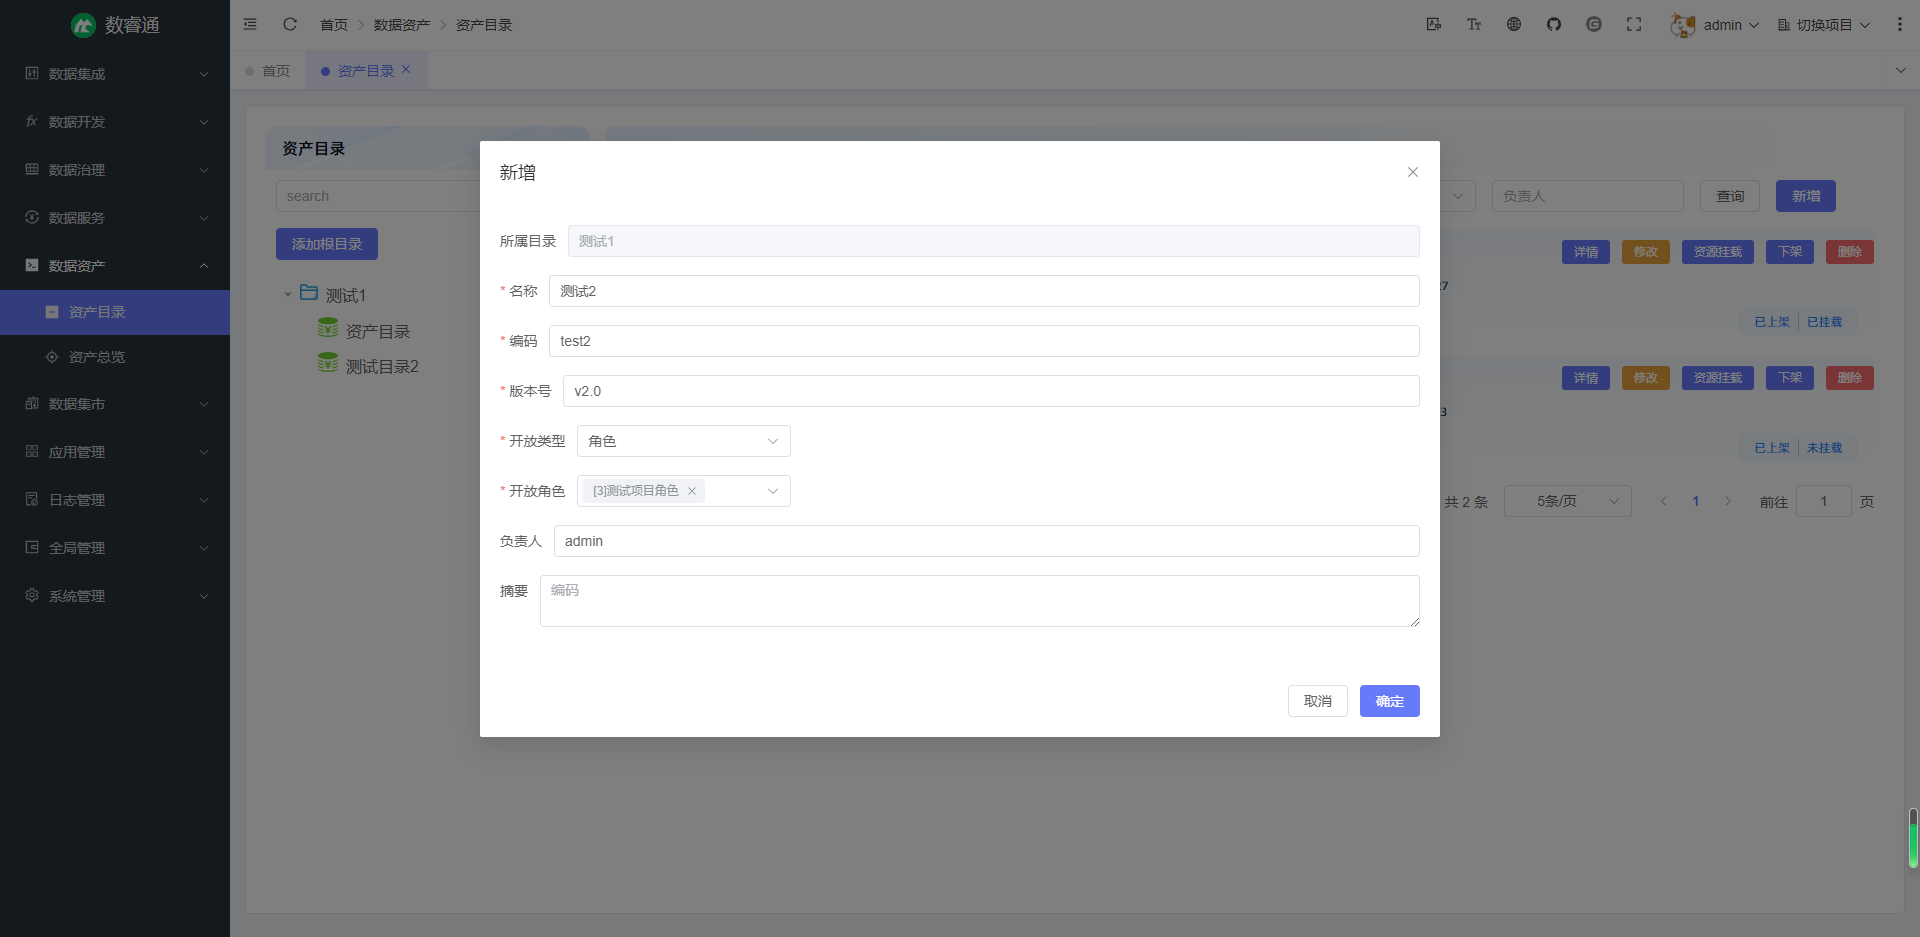 数睿通
首页 > 数据资产 > 资产目录
admin
切换项目
数据集成
数据开发
数据治理
数据服务
数据资产
资产目录
资产总览
数据集市
应用管理
日志管理
全局管理
系统管理
首页
资产目录
资产目录
search
添加根目录
测试1
资产目录
测试目录2
负责人
查询
新增
详情 修改 资源挂载 下架 删除
27
已上架 已挂载
详情 修改 资源挂载 下架 删除
3
已上架 未挂载
共 2 条 5条/页 1 前往 1 页
新增
所属目录 测试1
* 名称 测试2
* 编码 test2
* 版本号 v2.0
* 开放类型 角色
* 开放角色 [3]测试项目角色
负责人 admin
摘要 编码
取消 确定